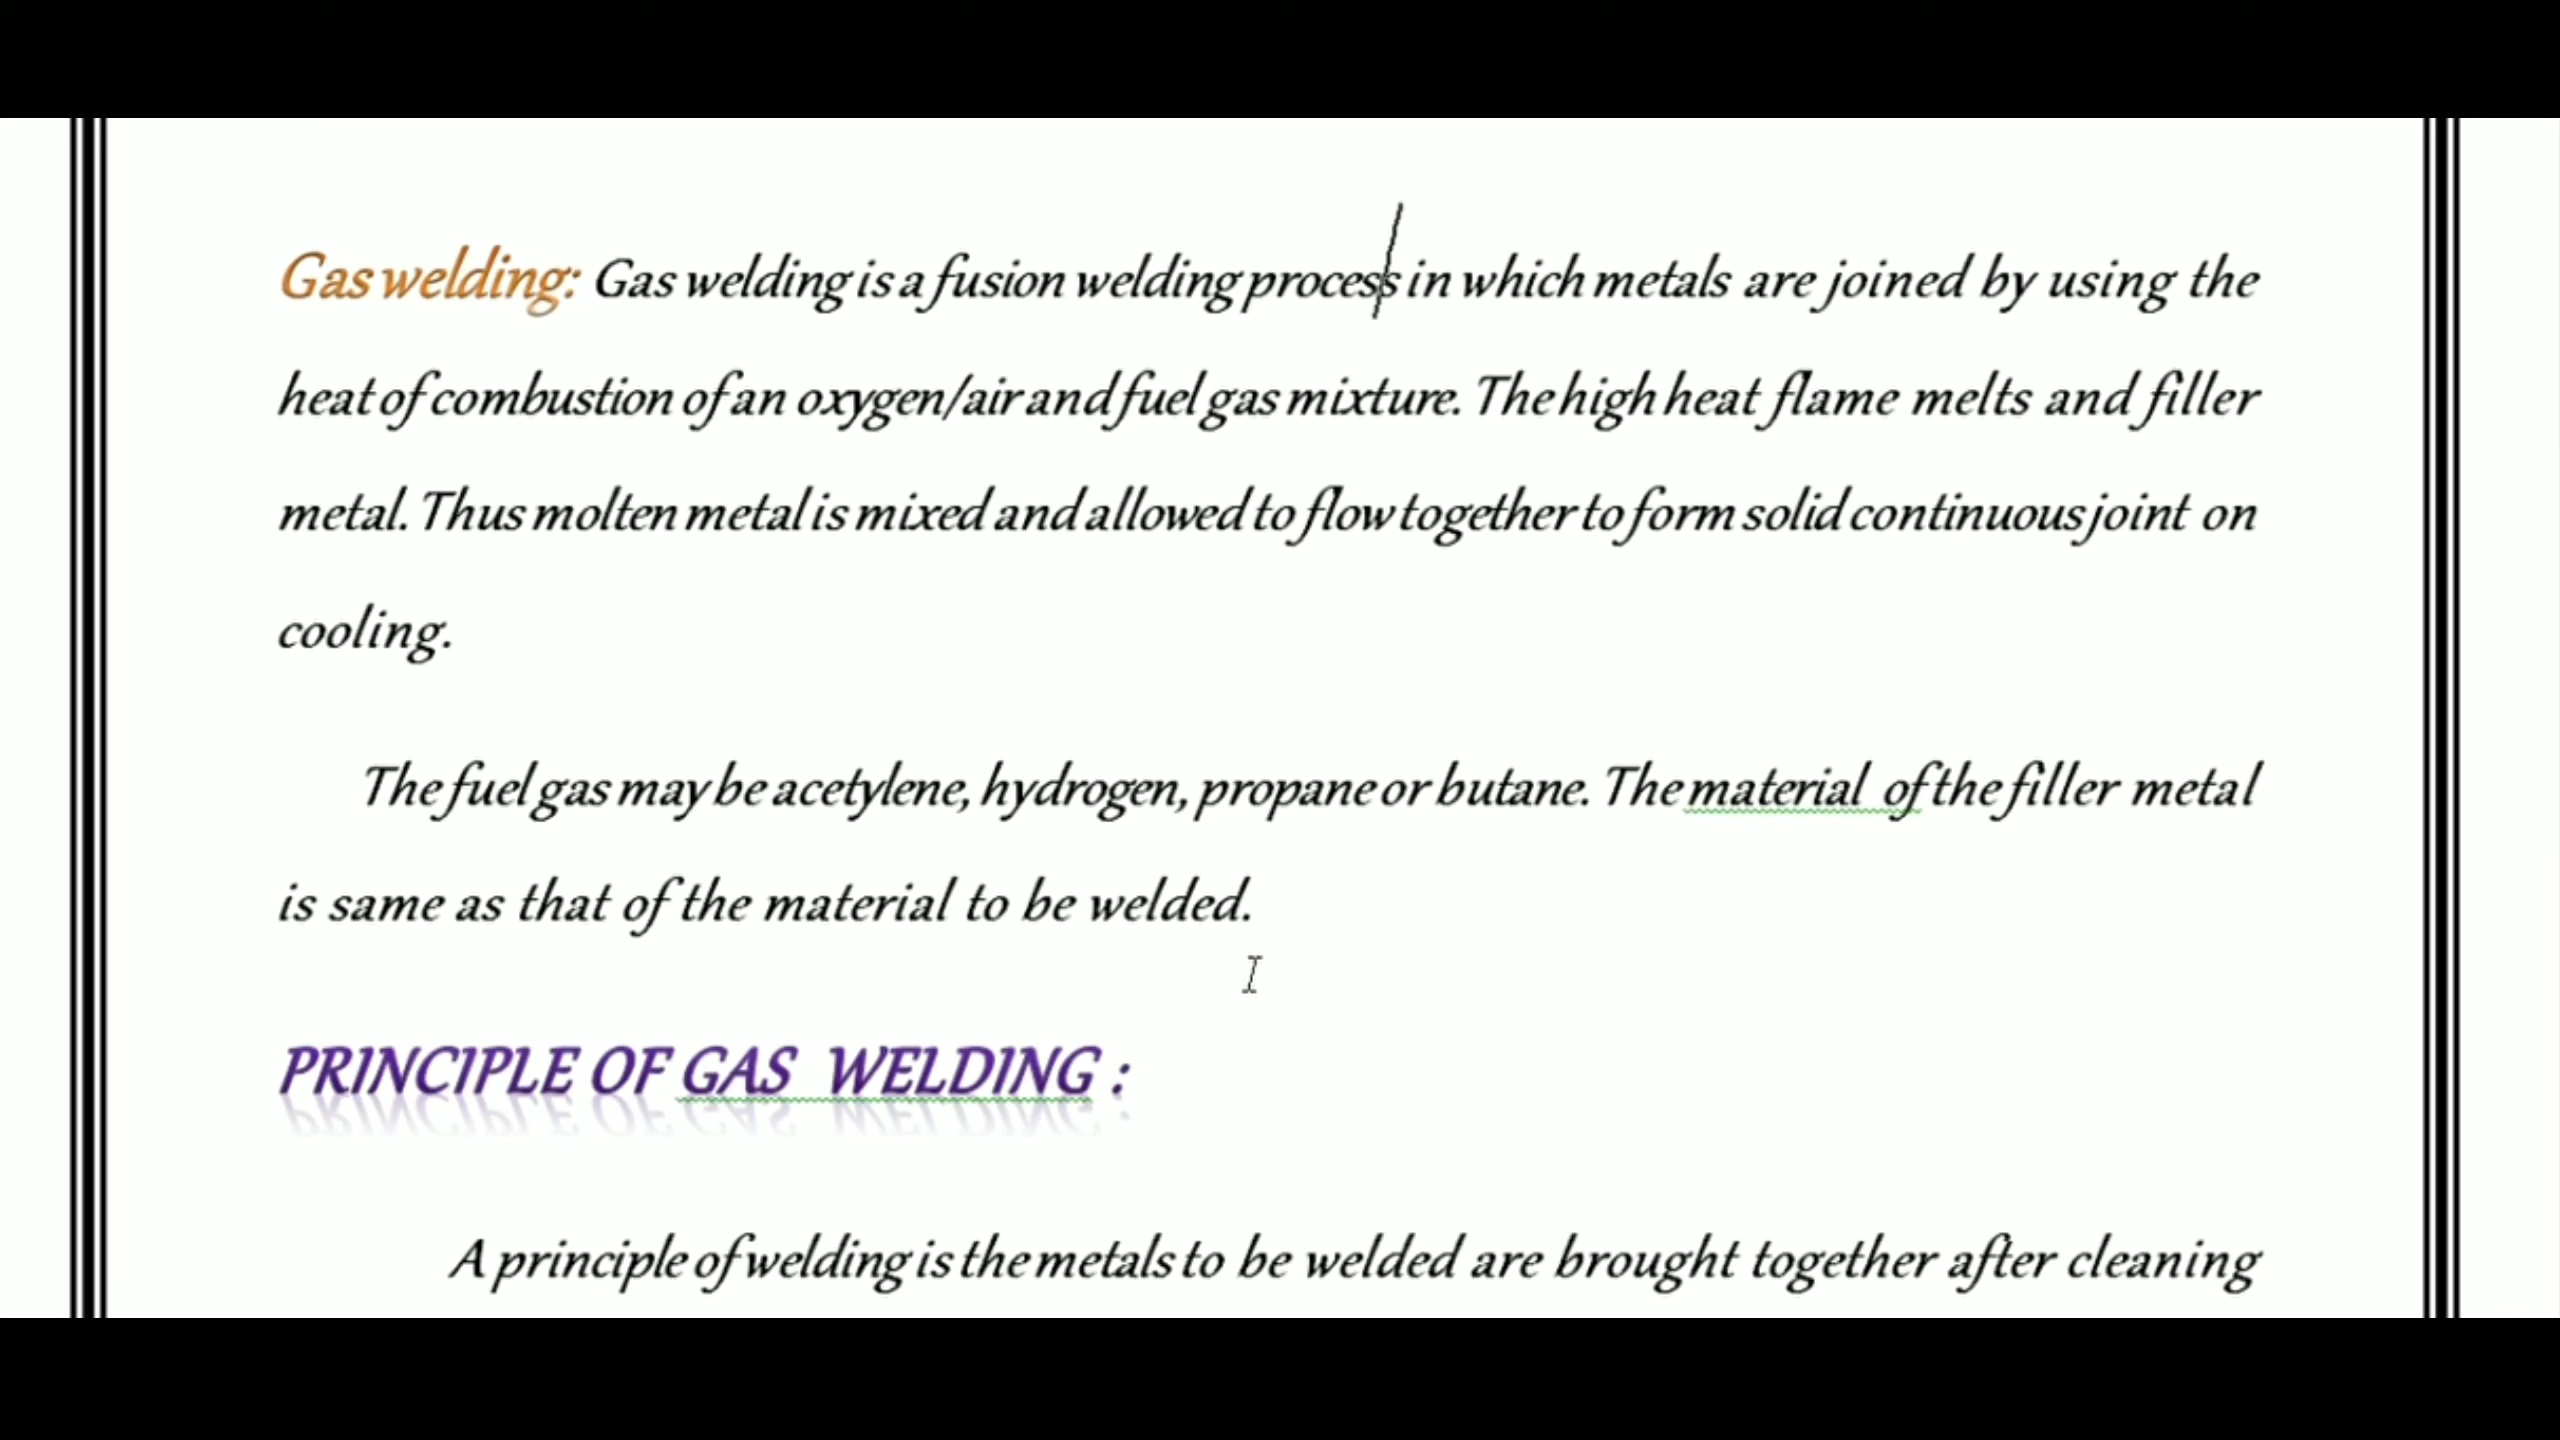 Gas welding: Gas welding is a fusion welding process in which metals are joined by using the
heat of combustion of an oxygen/air and fuel gas mixture. The high heat flame melts and filler
metal. Thus molten metal is mixed and allowed to flow together to form solid continuous joint on
cooling.
The fuel gas may be acetylene, hydrogen, propane or butane. The material of the filler metal
is same as that of the material to be welded.
PRINCIPLE OF GAS WELDING :
A principle of welding is the metals to be welded are brought together after cleaning